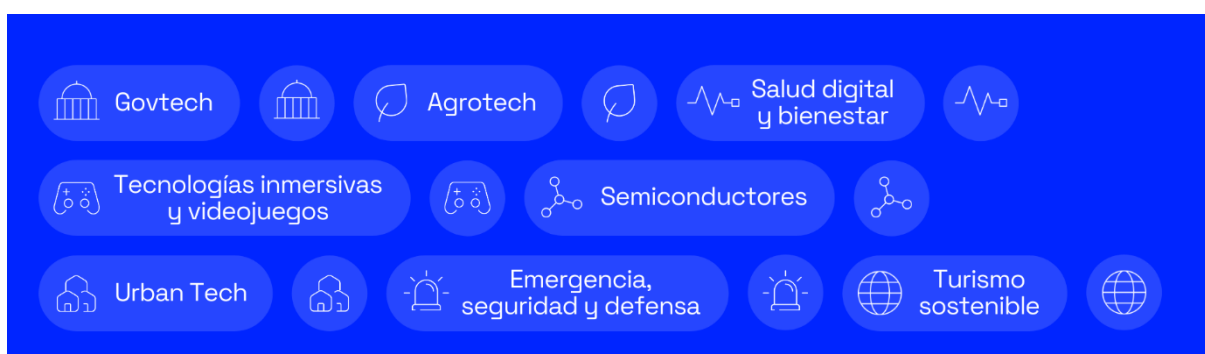 Govtech
Agrotech
Salud digital
y bienestar
Tecnologías inmersivas
y videojuegos
Semiconductores
Urban Tech
Emergencia,
seguridad y defensa
Turismo
sostenible